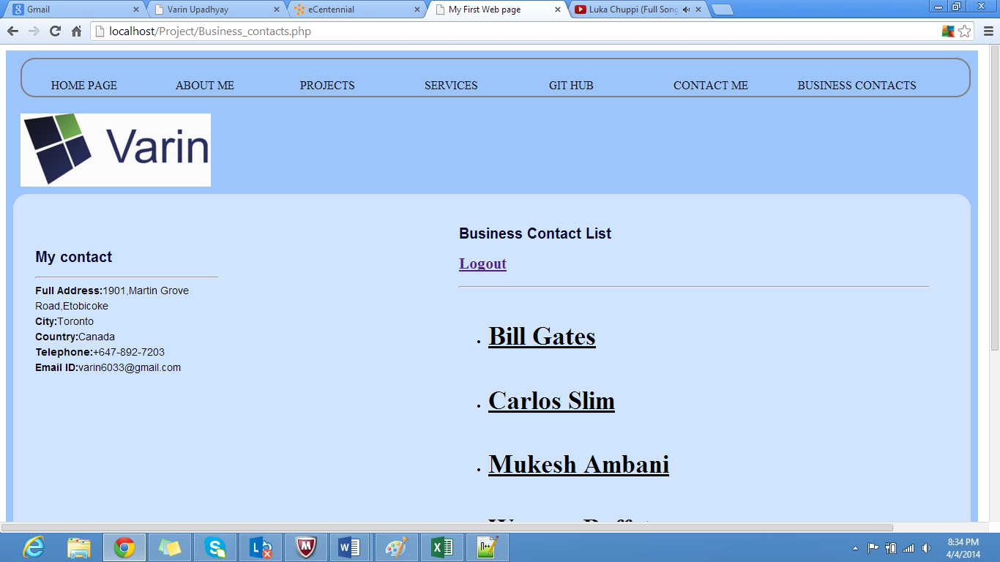 Gmail
Varin Upadhyay
eCentennial
My First Web page
Luka Chuppi (Full Song
localhost/Project/Business_contacts.php
HOME PAGE
ABOUT ME
PROJECTS
SERVICES
GIT HUB
CONTACT ME
BUSINESS CONTACTS
Varin
My contact
Full Address:1901,Martin Grove
Road,Etobicoke
City:Toronto
Country:Canada
Telephone:+647-892-7203
Email ID:varin6033@gmail.com
Business Contact List
Logout
Bill Gates
Carlos Slim
Mukesh Ambani
8:34 PM
4/4/2014